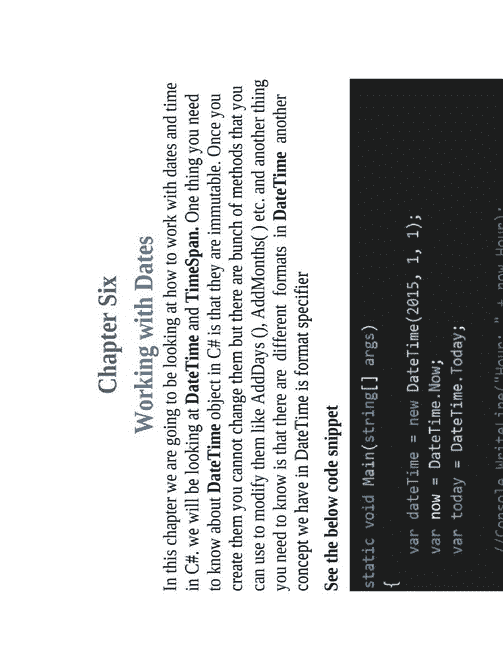 Chapter Six
Working with Dates
In this chapter we are going to be looking at how to work with dates and time
in C#. we will be looking at DateTime and TimeSpan. One thing you need
to know about DateTime object in C# is that they are immutable. Once you
create them you cannot change them but there are bunch of methods that you
can use to modify them like AddDays (), AddMonths( ) etc. and another thing
you need to know is that there are different formats in DateTime another
concept we have in DateTime is format specifier
See the below code snippet
static void Main(string[] args)
{
var dateTime = new DateTime(2015, 1, 1);
var now = DateTime.Now;
var today = DateTime.Today;
//Console.WriteLine("Hour: " now.Hour);